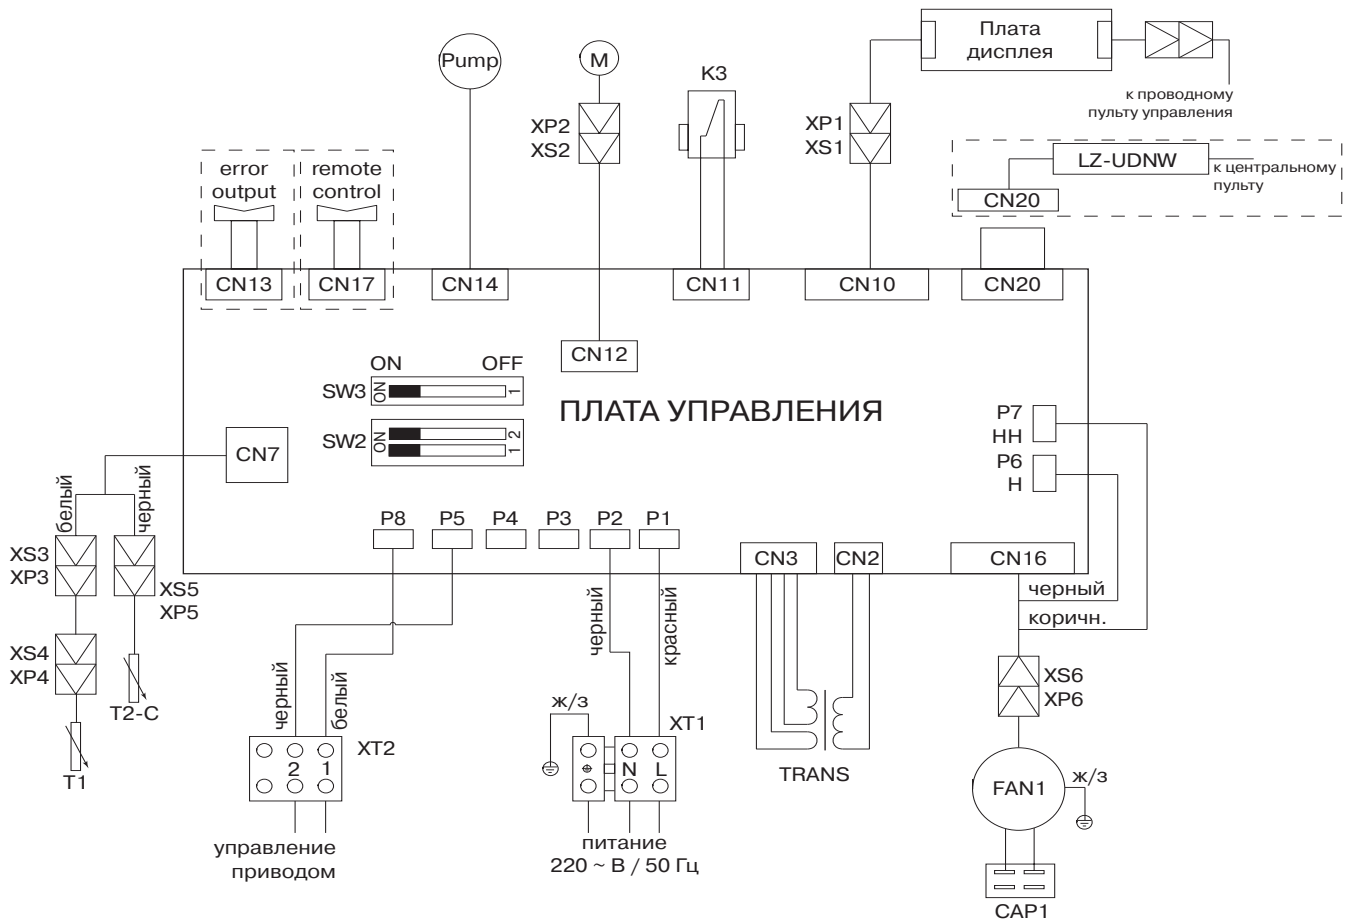 Плата
дисплея
Pump
M
K3
к проводному
пульту управления
XP2
XS2
XP1
XS1
error
output
remote
control
LZ-UDNW
к центральному
пульту
CN20
CN13
CN17
CN14
CN11
CN10
CN20
CN12
ON
OFF
SW3
ON
1
SW2
ON
2
1
ПЛАТА УПРАВЛЕНИЯ
P7
HH
P6
H
CN7
белый
черный
P8
P5
P4
P3
P2
P1
XS3
XP3
XS5
XP5
CN3
CN2
CN16
черный
коричн.
черный
красный
XS4
XP4
T2-C
T1
черный
белый
XS6
XP6
ж/з
XT1
XT2
2
1
N
L
TRANS
FAN1
ж/з
управление
приводом
питание
220 ~ В / 50 Гц
CAP1